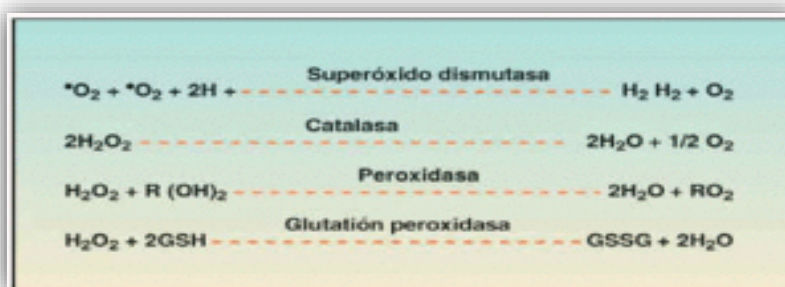 Superóxido dismutasa
•O₂ + •O₂ + 2H + H₂ H₂ + O₂
Catalasa
2H₂O₂ 2H₂O + 1/2 O₂
Peroxidasa
H₂O₂ + R (OH)₂ 2H₂O + RO₂
Glutatión peroxidasa
H₂O₂ + 2GSH GSSG + 2H₂O